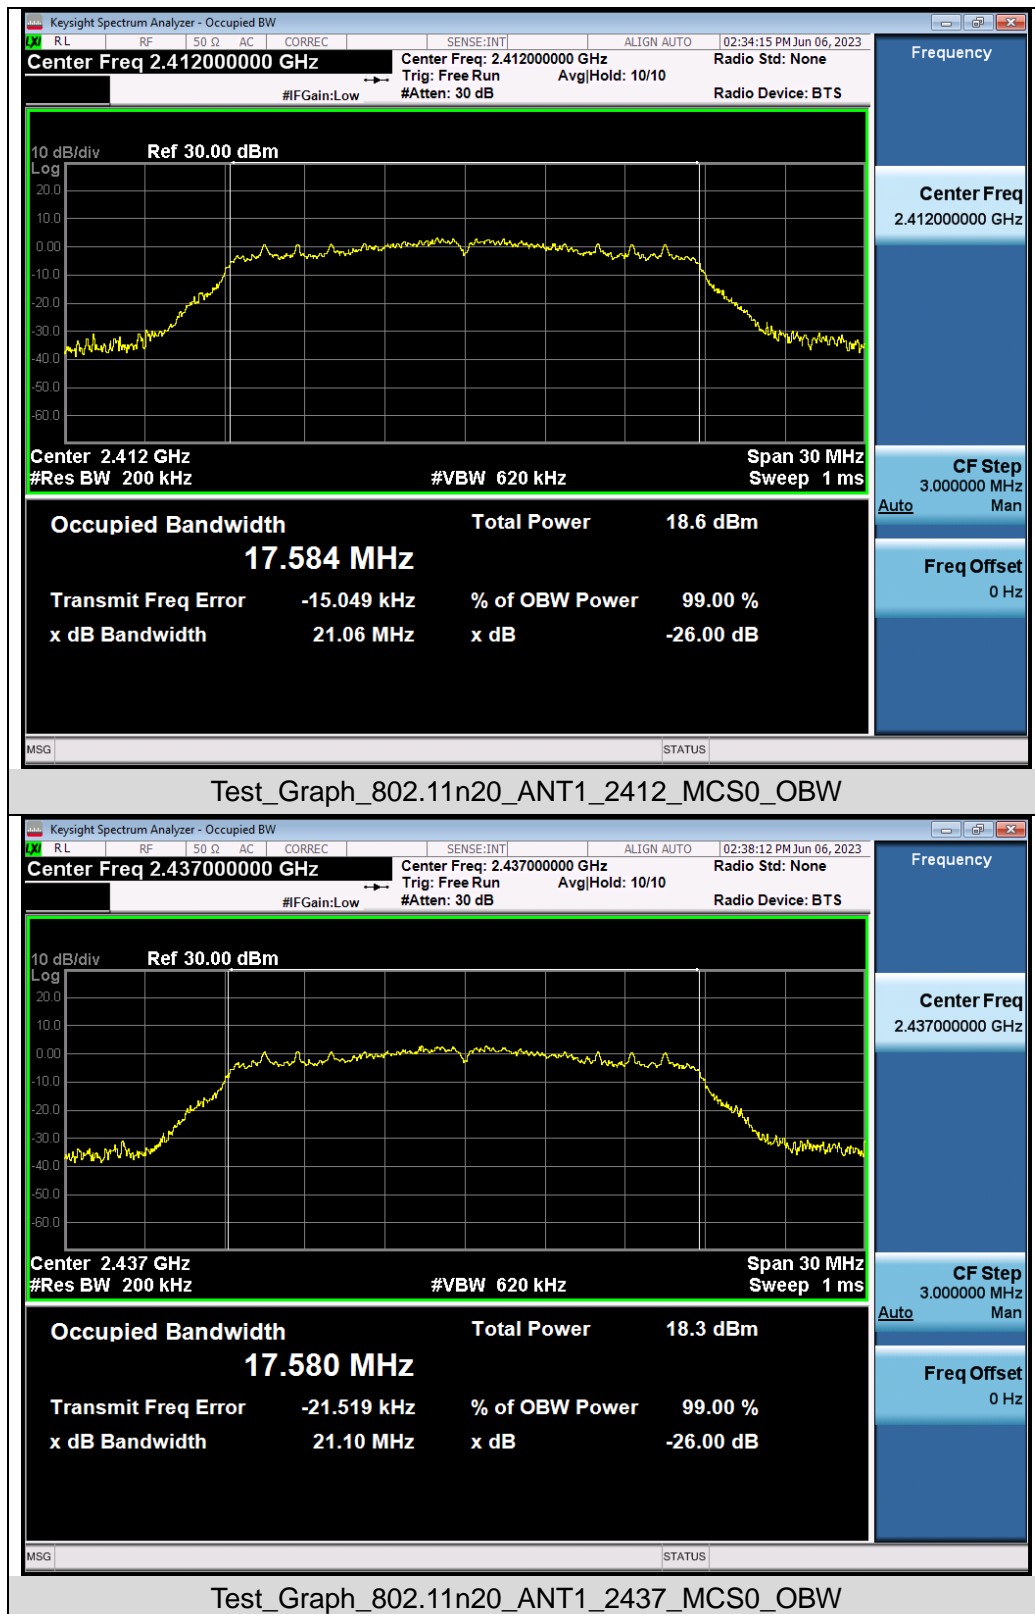 Keysight Spectrum Analyzer - Occupied BW
LXI RL RF 50 Ω AC CORREC SENSE:INT ALIGN AUTO 02:34:15 PM Jun 06, 2023
Center Freq 2.412000000 GHz
Center Freq: 2.412000000 GHz Radio Std: None
Trig: Free Run Avg|Hold: 10/10
#IFGain:Low #Atten: 30 dB Radio Device: BTS
Frequency
10 dB/div Ref 30.00 dBm
Log
20.0
10.0
0.00
-10.0
-20.0
-30.0
-40.0
-50.0
-60.0
Center 2.412 GHz Span 30 MHz
#Res BW 200 kHz #VBW 620 kHz Sweep 1 ms
Center Freq
2.412000000 GHz
CF Step
3.000000 MHz
Auto Man
Freq Offset
0 Hz
Occupied Bandwidth Total Power 18.6 dBm
17.584 MHz
Transmit Freq Error -15.049 kHz % of OBW Power 99.00 %
x dB Bandwidth 21.06 MHz x dB -26.00 dB
MSG STATUS
Test_Graph_802.11n20_ANT1_2412_MCS0_OBW
Keysight Spectrum Analyzer - Occupied BW
LXI RL RF 50 Ω AC CORREC SENSE:INT ALIGN AUTO 02:38:12 PM Jun 06, 2023
Center Freq 2.437000000 GHz
Center Freq: 2.437000000 GHz Radio Std: None
Trig: Free Run Avg|Hold: 10/10
#IFGain:Low #Atten: 30 dB Radio Device: BTS
Frequency
10 dB/div Ref 30.00 dBm
Log
20.0
10.0
0.00
-10.0
-20.0
-30.0
-40.0
-50.0
-60.0
Center 2.437 GHz Span 30 MHz
#Res BW 200 kHz #VBW 620 kHz Sweep 1 ms
Center Freq
2.437000000 GHz
CF Step
3.000000 MHz
Auto Man
Freq Offset
0 Hz
Occupied Bandwidth Total Power 18.3 dBm
17.580 MHz
Transmit Freq Error -21.519 kHz % of OBW Power 99.00 %
x dB Bandwidth 21.10 MHz x dB -26.00 dB
MSG STATUS
Test_Graph_802.11n20_ANT1_2437_MCS0_OBW